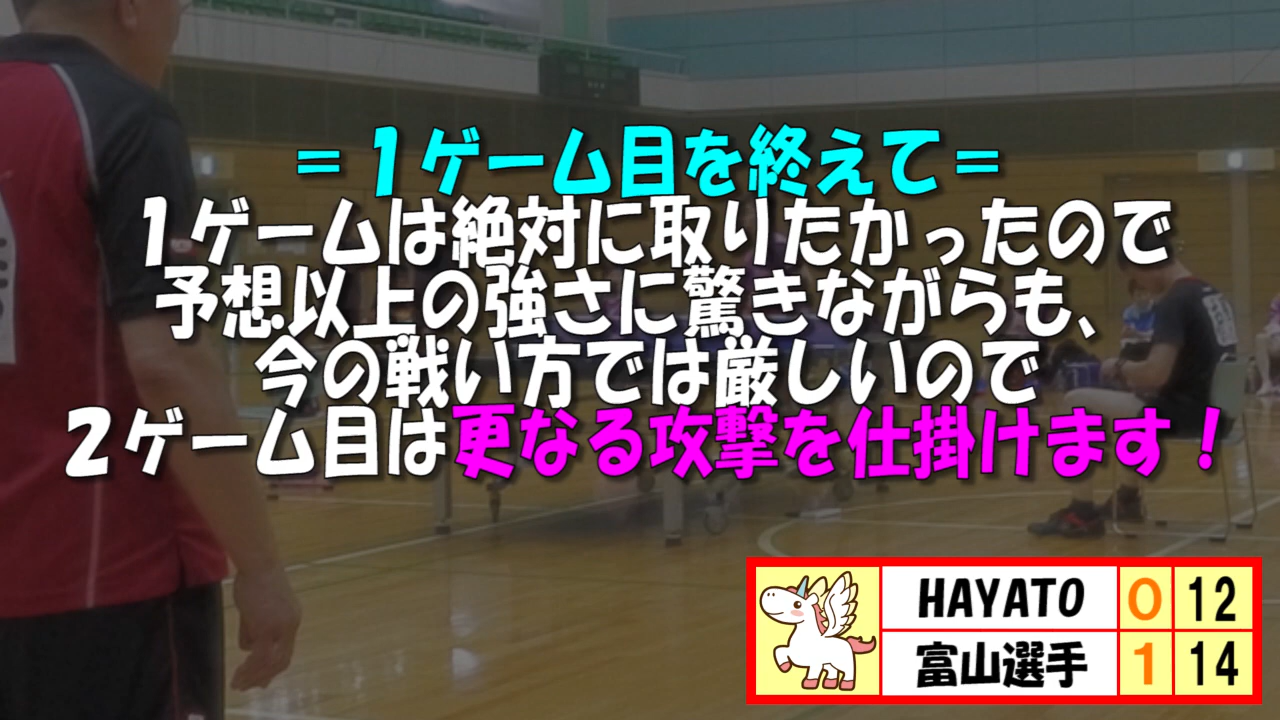 ＝１ゲーム目を終えて＝
１ゲームは絶対に取りたかったので
予想以上の強さに驚きながらも、
今の戦い方では厳しいので
２ゲーム目は更なる攻撃を仕掛けます！
HAYATO 0 12
富山選手 1 14